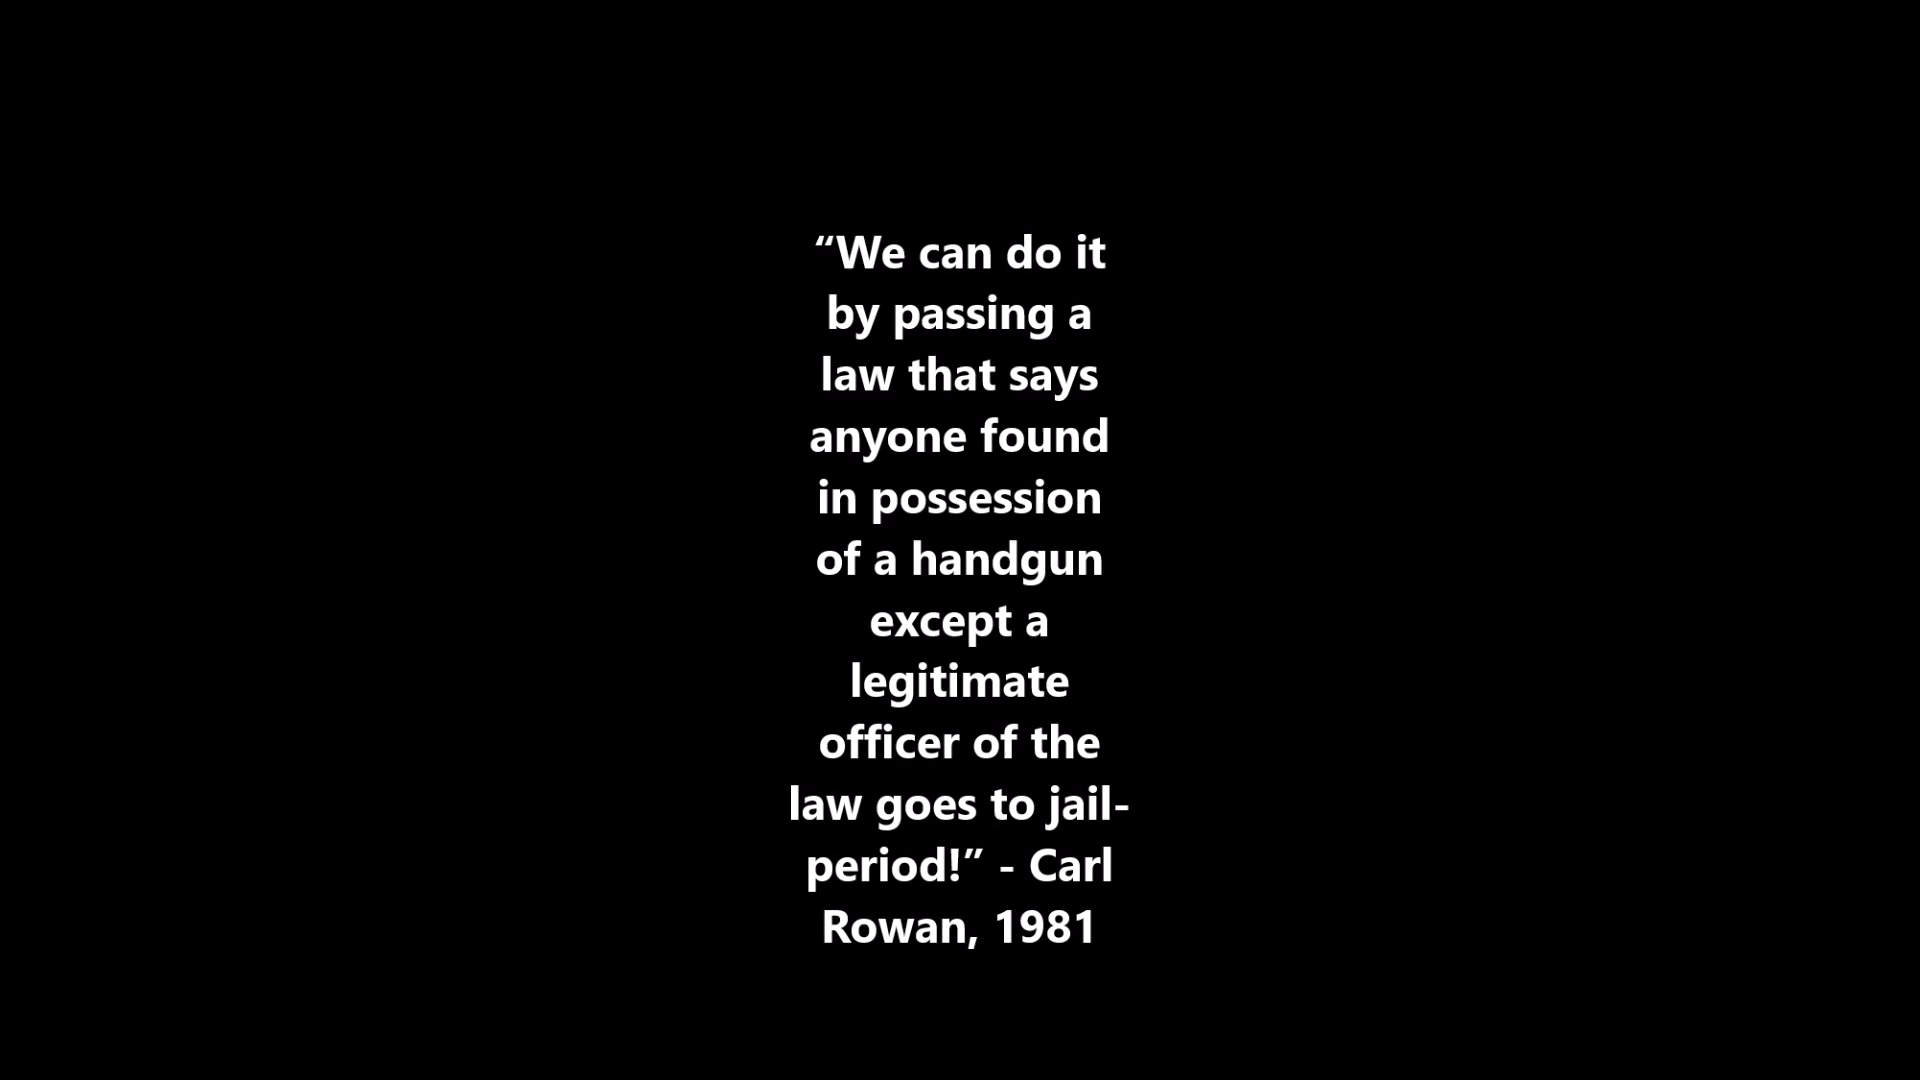 “We can do it
by passing a
law that says
anyone found
in possession
of a handgun
except a
legitimate
officer of the
law goes to jail-
period!” - Carl
Rowan, 1981